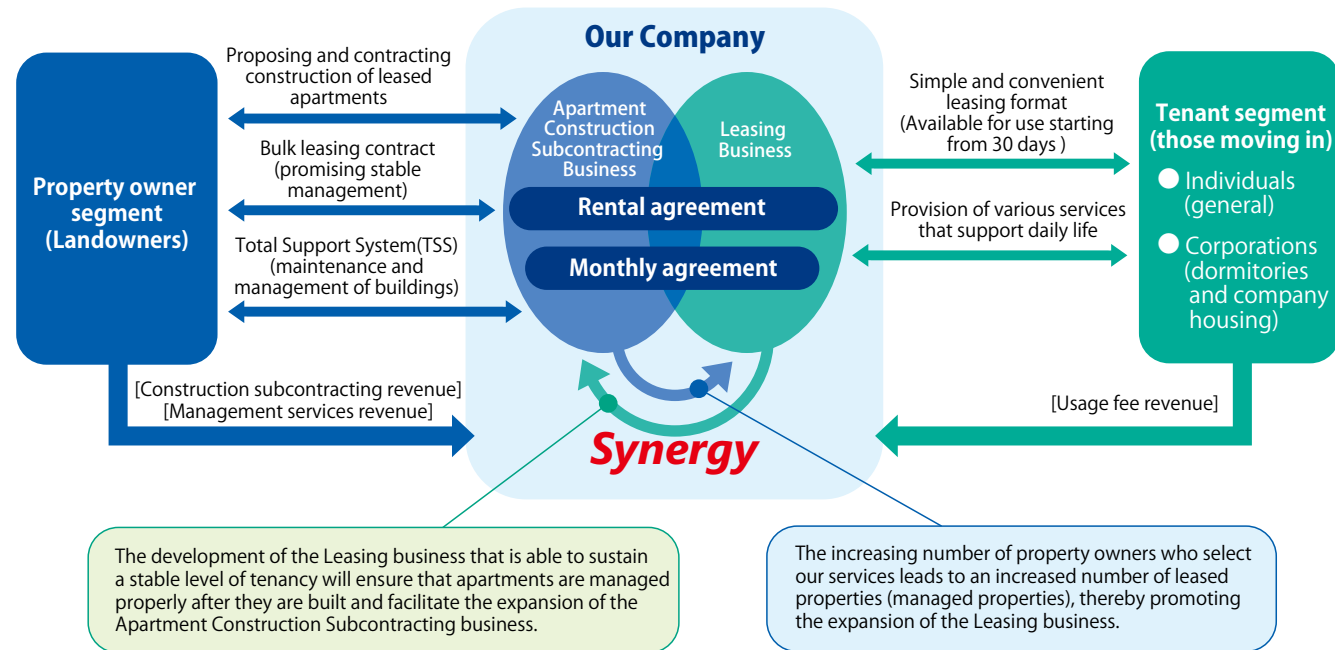 Our Company
Property owner
segment
(Landowners)
Proposing and contracting
construction of leased
apartments
Bulk leasing contract
(promising stable
management)
Total Support System(TSS)
(maintenance and
management of buildings)
[Construction subcontracting revenue]
[Management services revenue]
Apartment
Construction
Subcontracting
Business
Leasing
Business
Rental agreement
Monthly agreement
Synergy
Simple and convenient
leasing format
(Available for use starting
from 30 days )
Provision of various services
that support daily life
[Usage fee revenue]
Tenant segment
(those moving in)
● Individuals
(general)
● Corporations
(dormitories
and company
housing)
The development of the Leasing business that is able to sustain
a stable level of tenancy will ensure that apartments are managed
properly after they are built and facilitate the expansion of the
Apartment Construction Subcontracting business.
The increasing number of property owners who select
our services leads to an increased number of leased
properties (managed properties), thereby promoting
the expansion of the Leasing business.